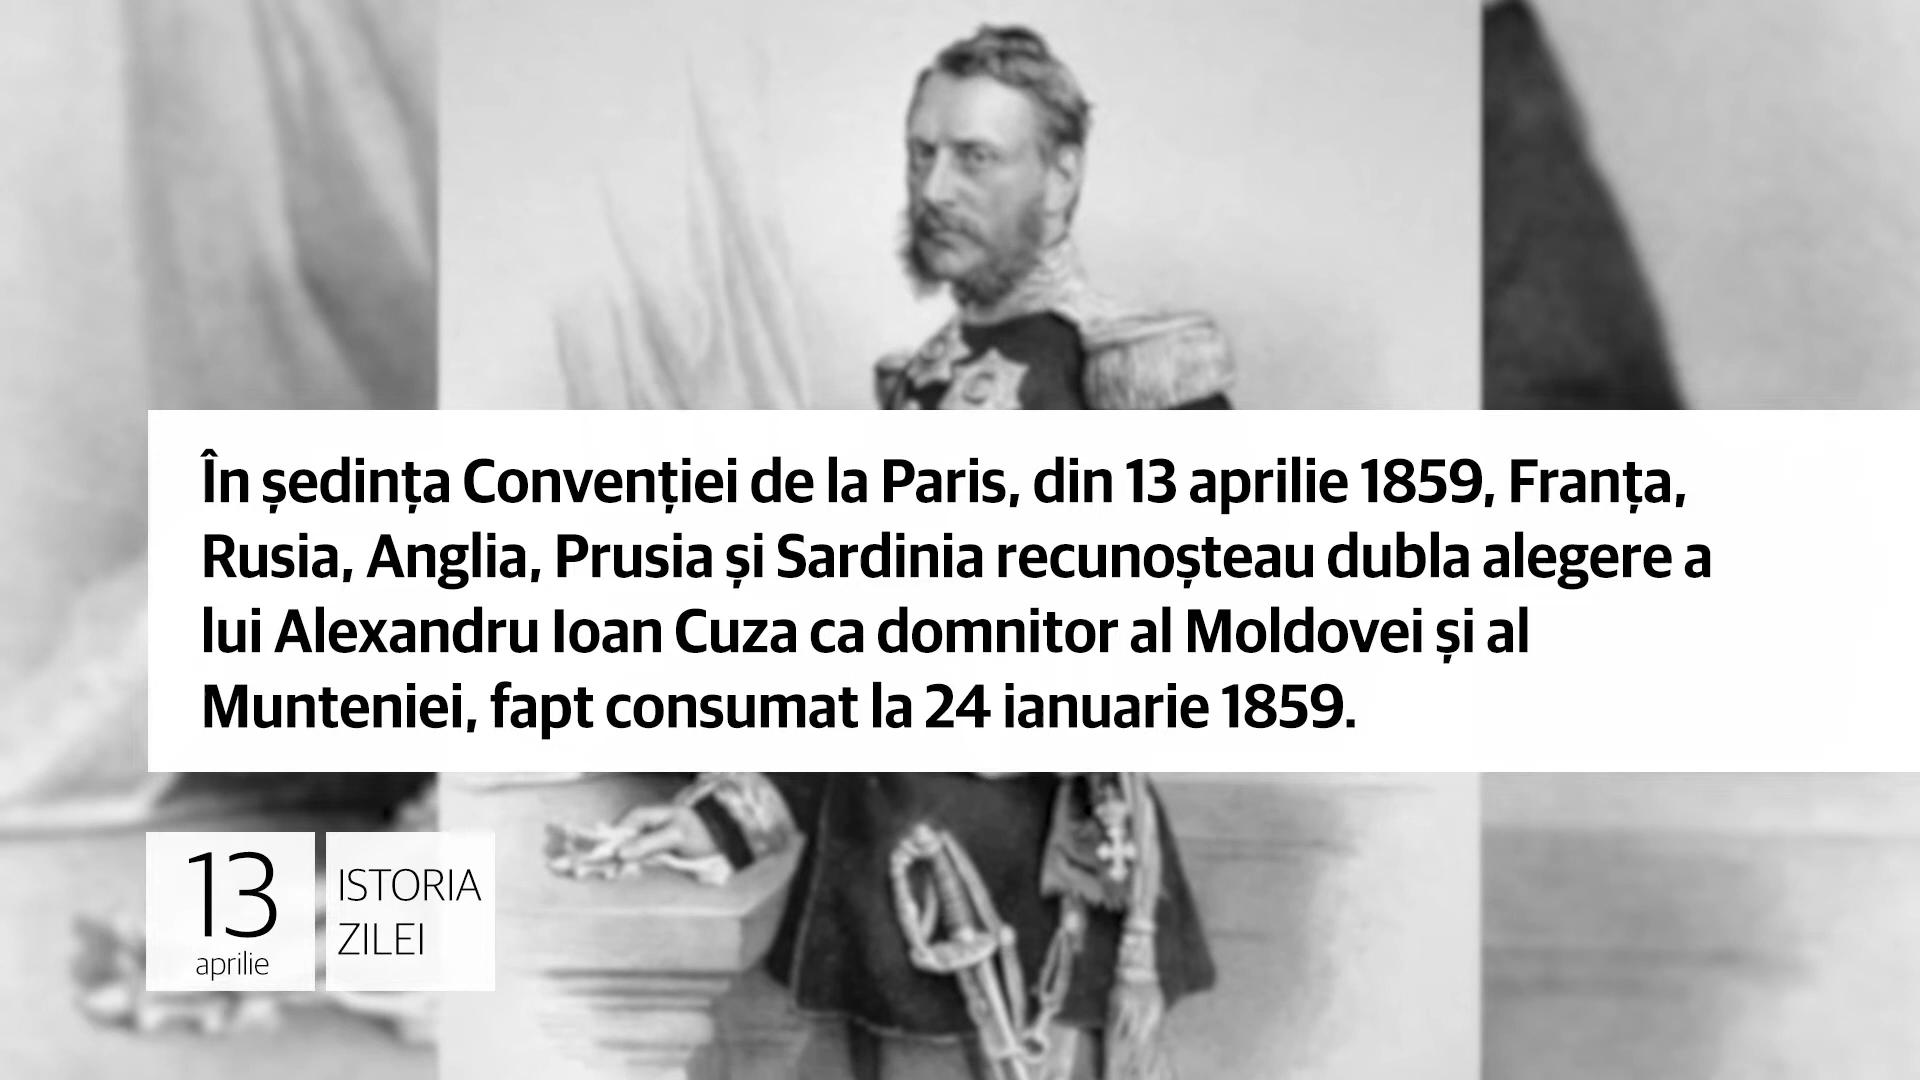 În ședința Convenției de la Paris, din 13 aprilie 1859, Franța,
Rusia, Anglia, Prusia și Sardinia recunoșteau dubla alegere a
lui Alexandru Ioan Cuza ca domnitor al Moldovei și al
Munteniei, fapt consumat la 24 ianuarie 1859.
13
aprilie
ISTORIA
ZILEI